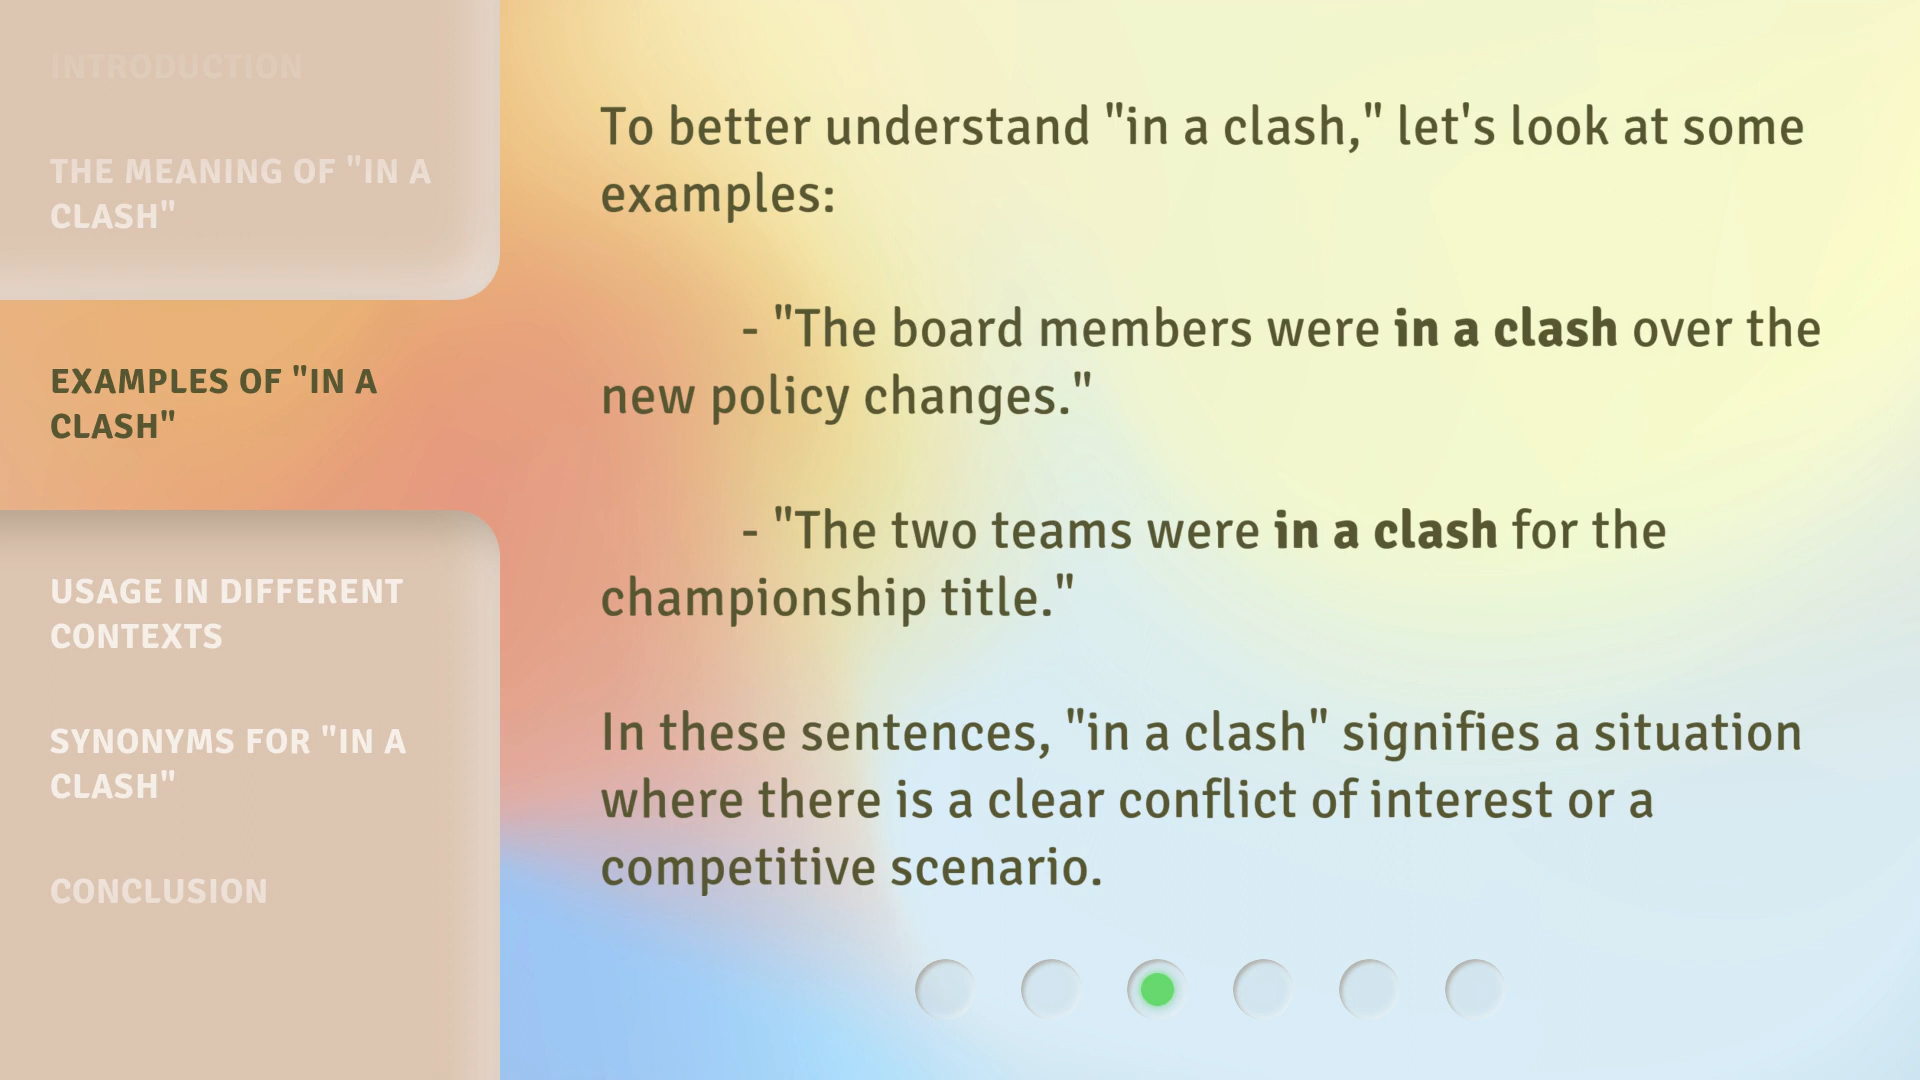 INTRODUCTION
THE MEANING OF "IN A
CLASH"
EXAMPLES OF "IN A
CLASH"
USAGE IN DIFFERENT
CONTEXTS
SYNONYMS FOR "IN A
CLASH"
CONCLUSION
To better understand "in a clash," let's look at some
examples:
- "The board members were in a clash over the
new policy changes."
- "The two teams were in a clash for the
championship title."
In these sentences, "in a clash" signifies a situation
where there is a clear conflict of interest or a
competitive scenario.